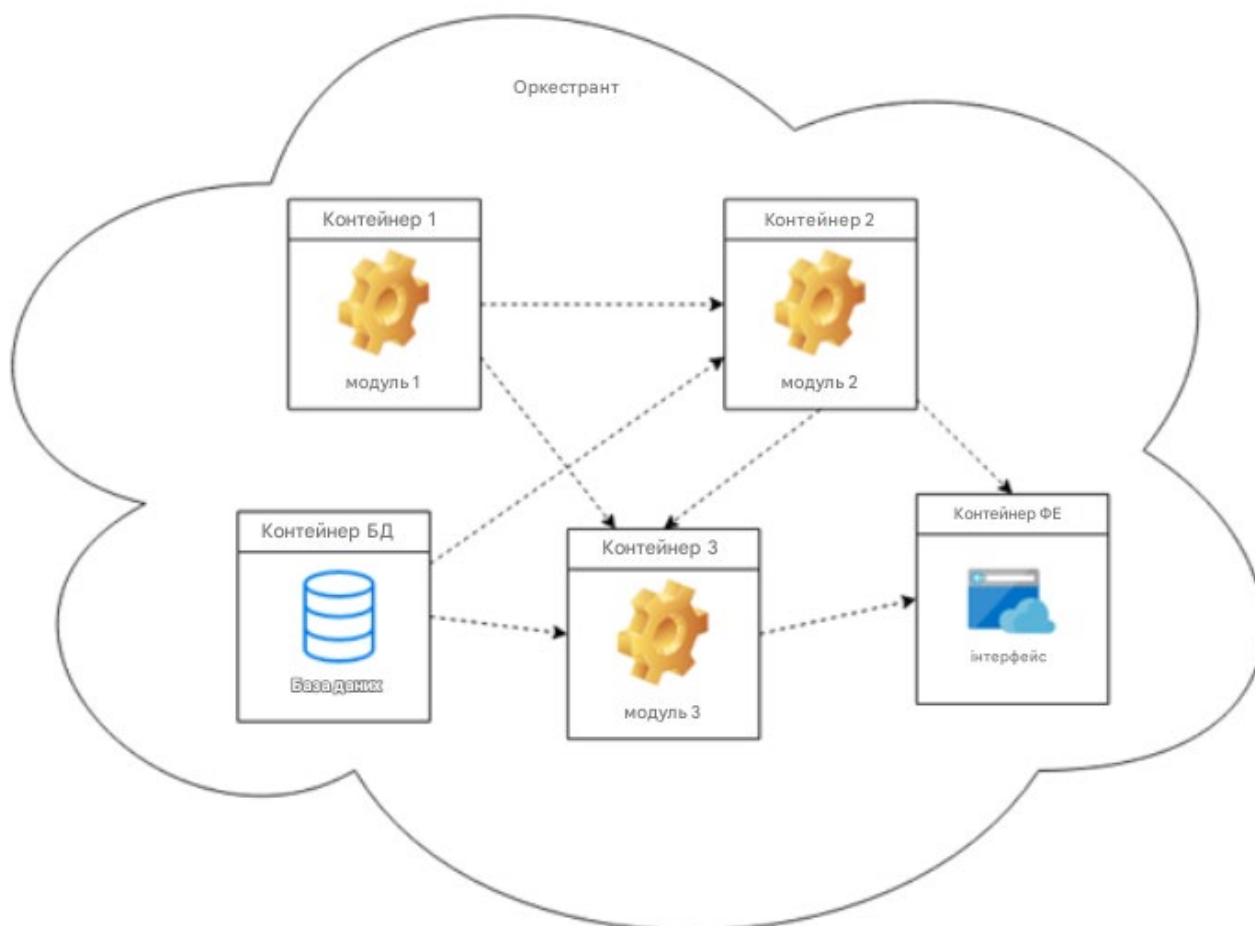 Оркестрант
Контейнер 1
модуль 1
Контейнер 2
модуль 2
Контейнер БД
База даних
Контейнер 3
модуль 3
Контейнер ФЕ
інтерфейс